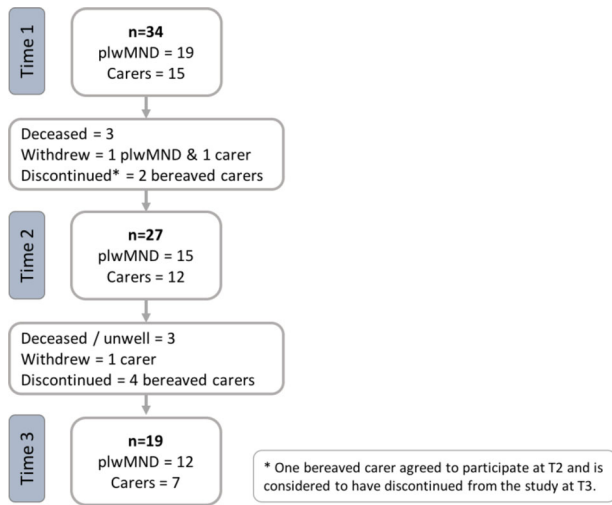 Time 1
n=34
plwMND = 19
Carers = 15
Deceased = 3
Withdrew = 1 plwMND & 1 carer
Discontinued* = 2 bereaved carers
Time 2
n=27
plwMND = 15
Carers = 12
Deceased / unwell = 3
Withdrew = 1 carer
Discontinued = 4 bereaved carers
Time 3
n=19
plwMND = 12
Carers = 7
* One bereaved carer agreed to participate at T2 and is
considered to have discontinued from the study at T3.